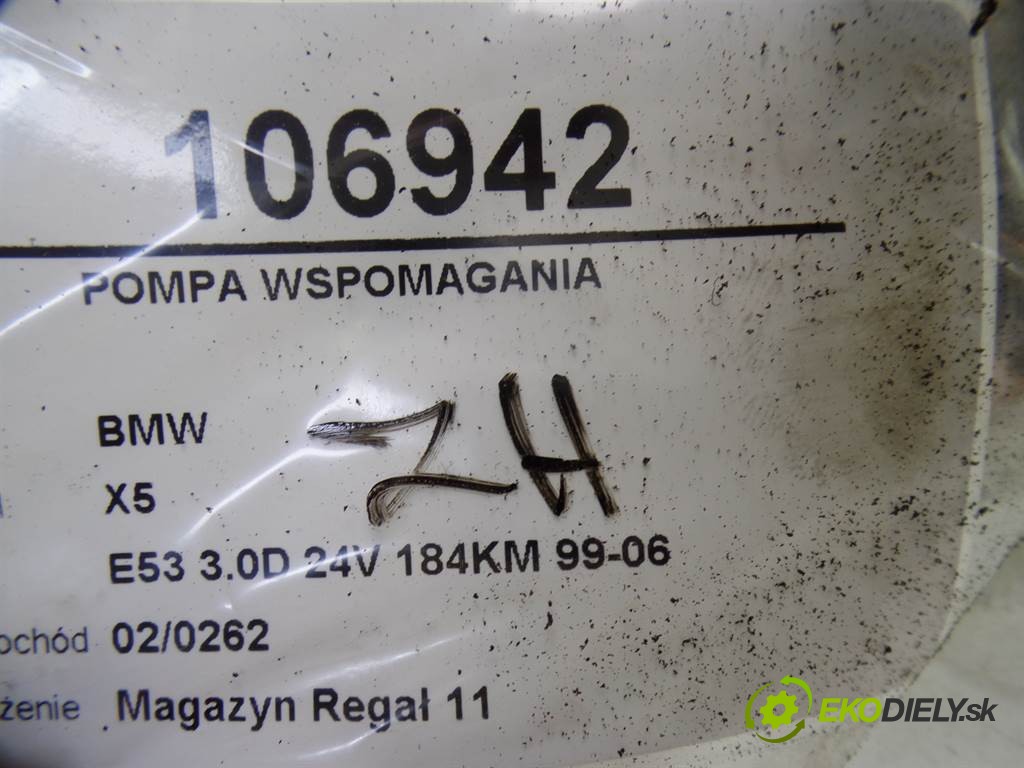 106942
POMPA WSPOMAGANIA
BMW
X5
E53 3.0D 24V 184KM 99-06
ochód 02/0262
żenie Magazyn Regał 11
EKODIELY.sk